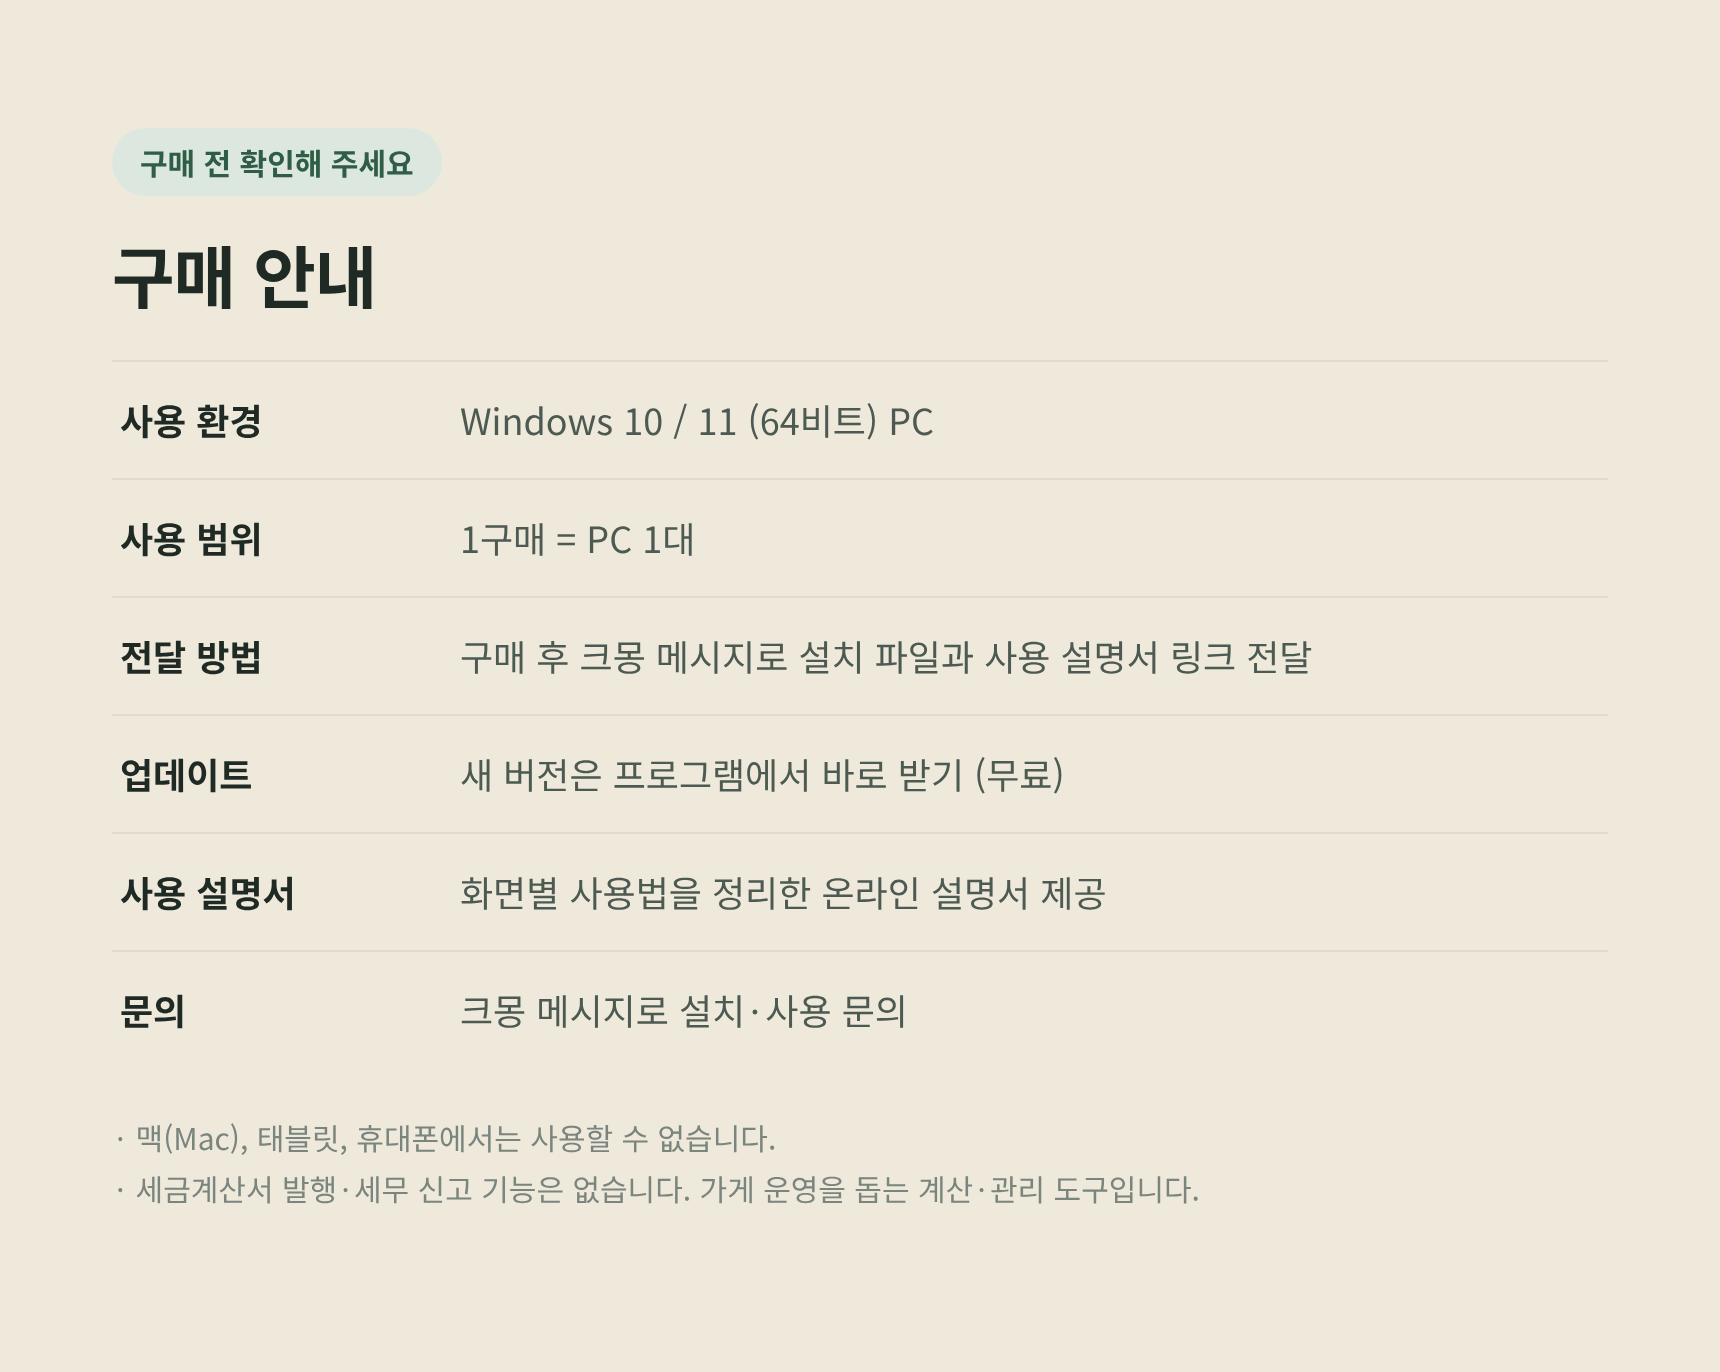 구매 전 확인해 주세요
구매 안내
사용 환경 Windows 10 / 11 (64비트) PC
사용 범위 1구매 = PC 1대
전달 방법 구매 후 크몽 메시지로 설치 파일과 사용 설명서 링크 전달
업데이트 새 버전은 프로그램에서 바로 받기 (무료)
사용 설명서 화면별 사용법을 정리한 온라인 설명서 제공
문의 크몽 메시지로 설치·사용 문의
· 맥(Mac), 태블릿, 휴대폰에서는 사용할 수 없습니다.
· 세금계산서 발행·세무 신고 기능은 없습니다. 가게 운영을 돕는 계산·관리 도구입니다.